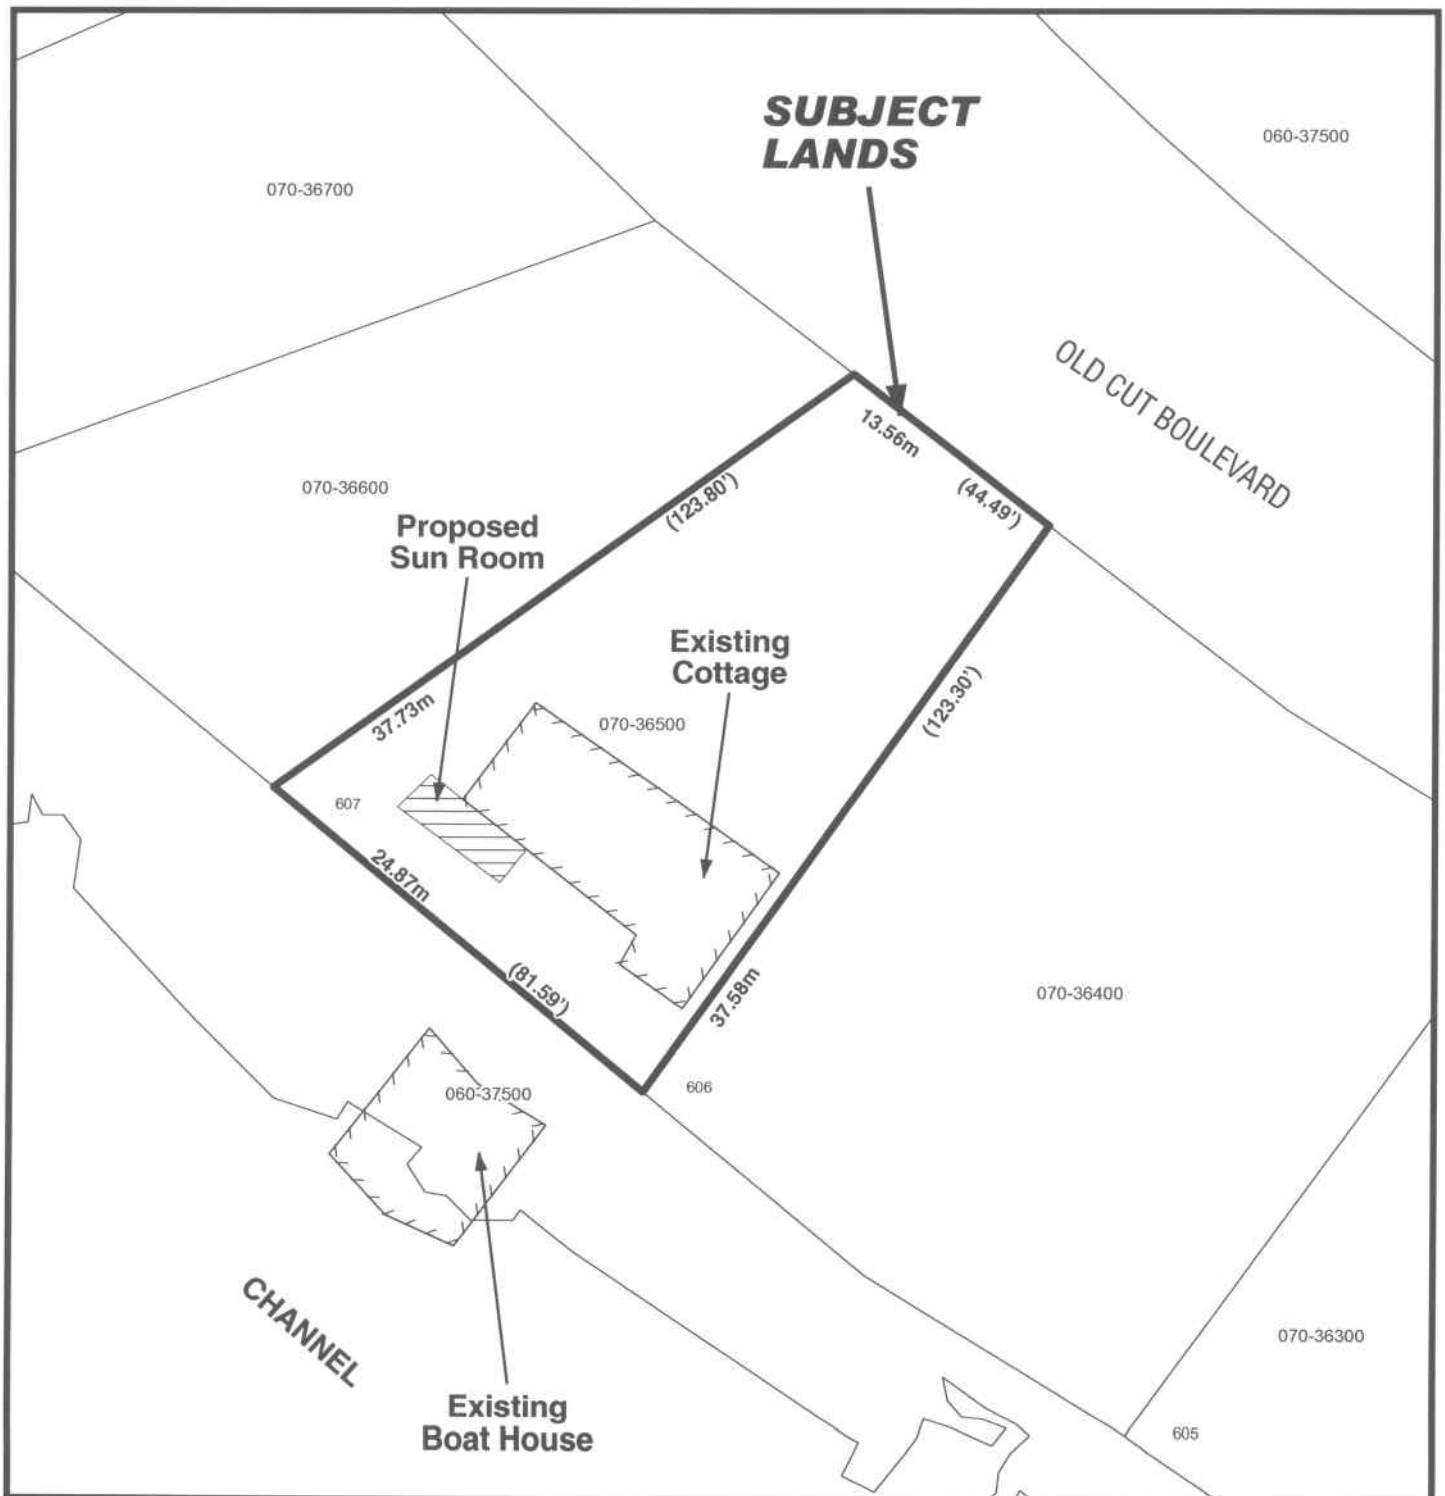 SUBJECT
LANDS
060-37500
070-36700
OLD CUT BOULEVARD
13.56m
(44.49')
(123.80')
070-36600
Proposed
Sun Room
Existing
Cottage
(123.30')
37.73m
070-36500
607
24.87m
(81.59')
37.58m
070-36400
606
060-37500
CHANNEL
070-36300
Existing
Boat House
605